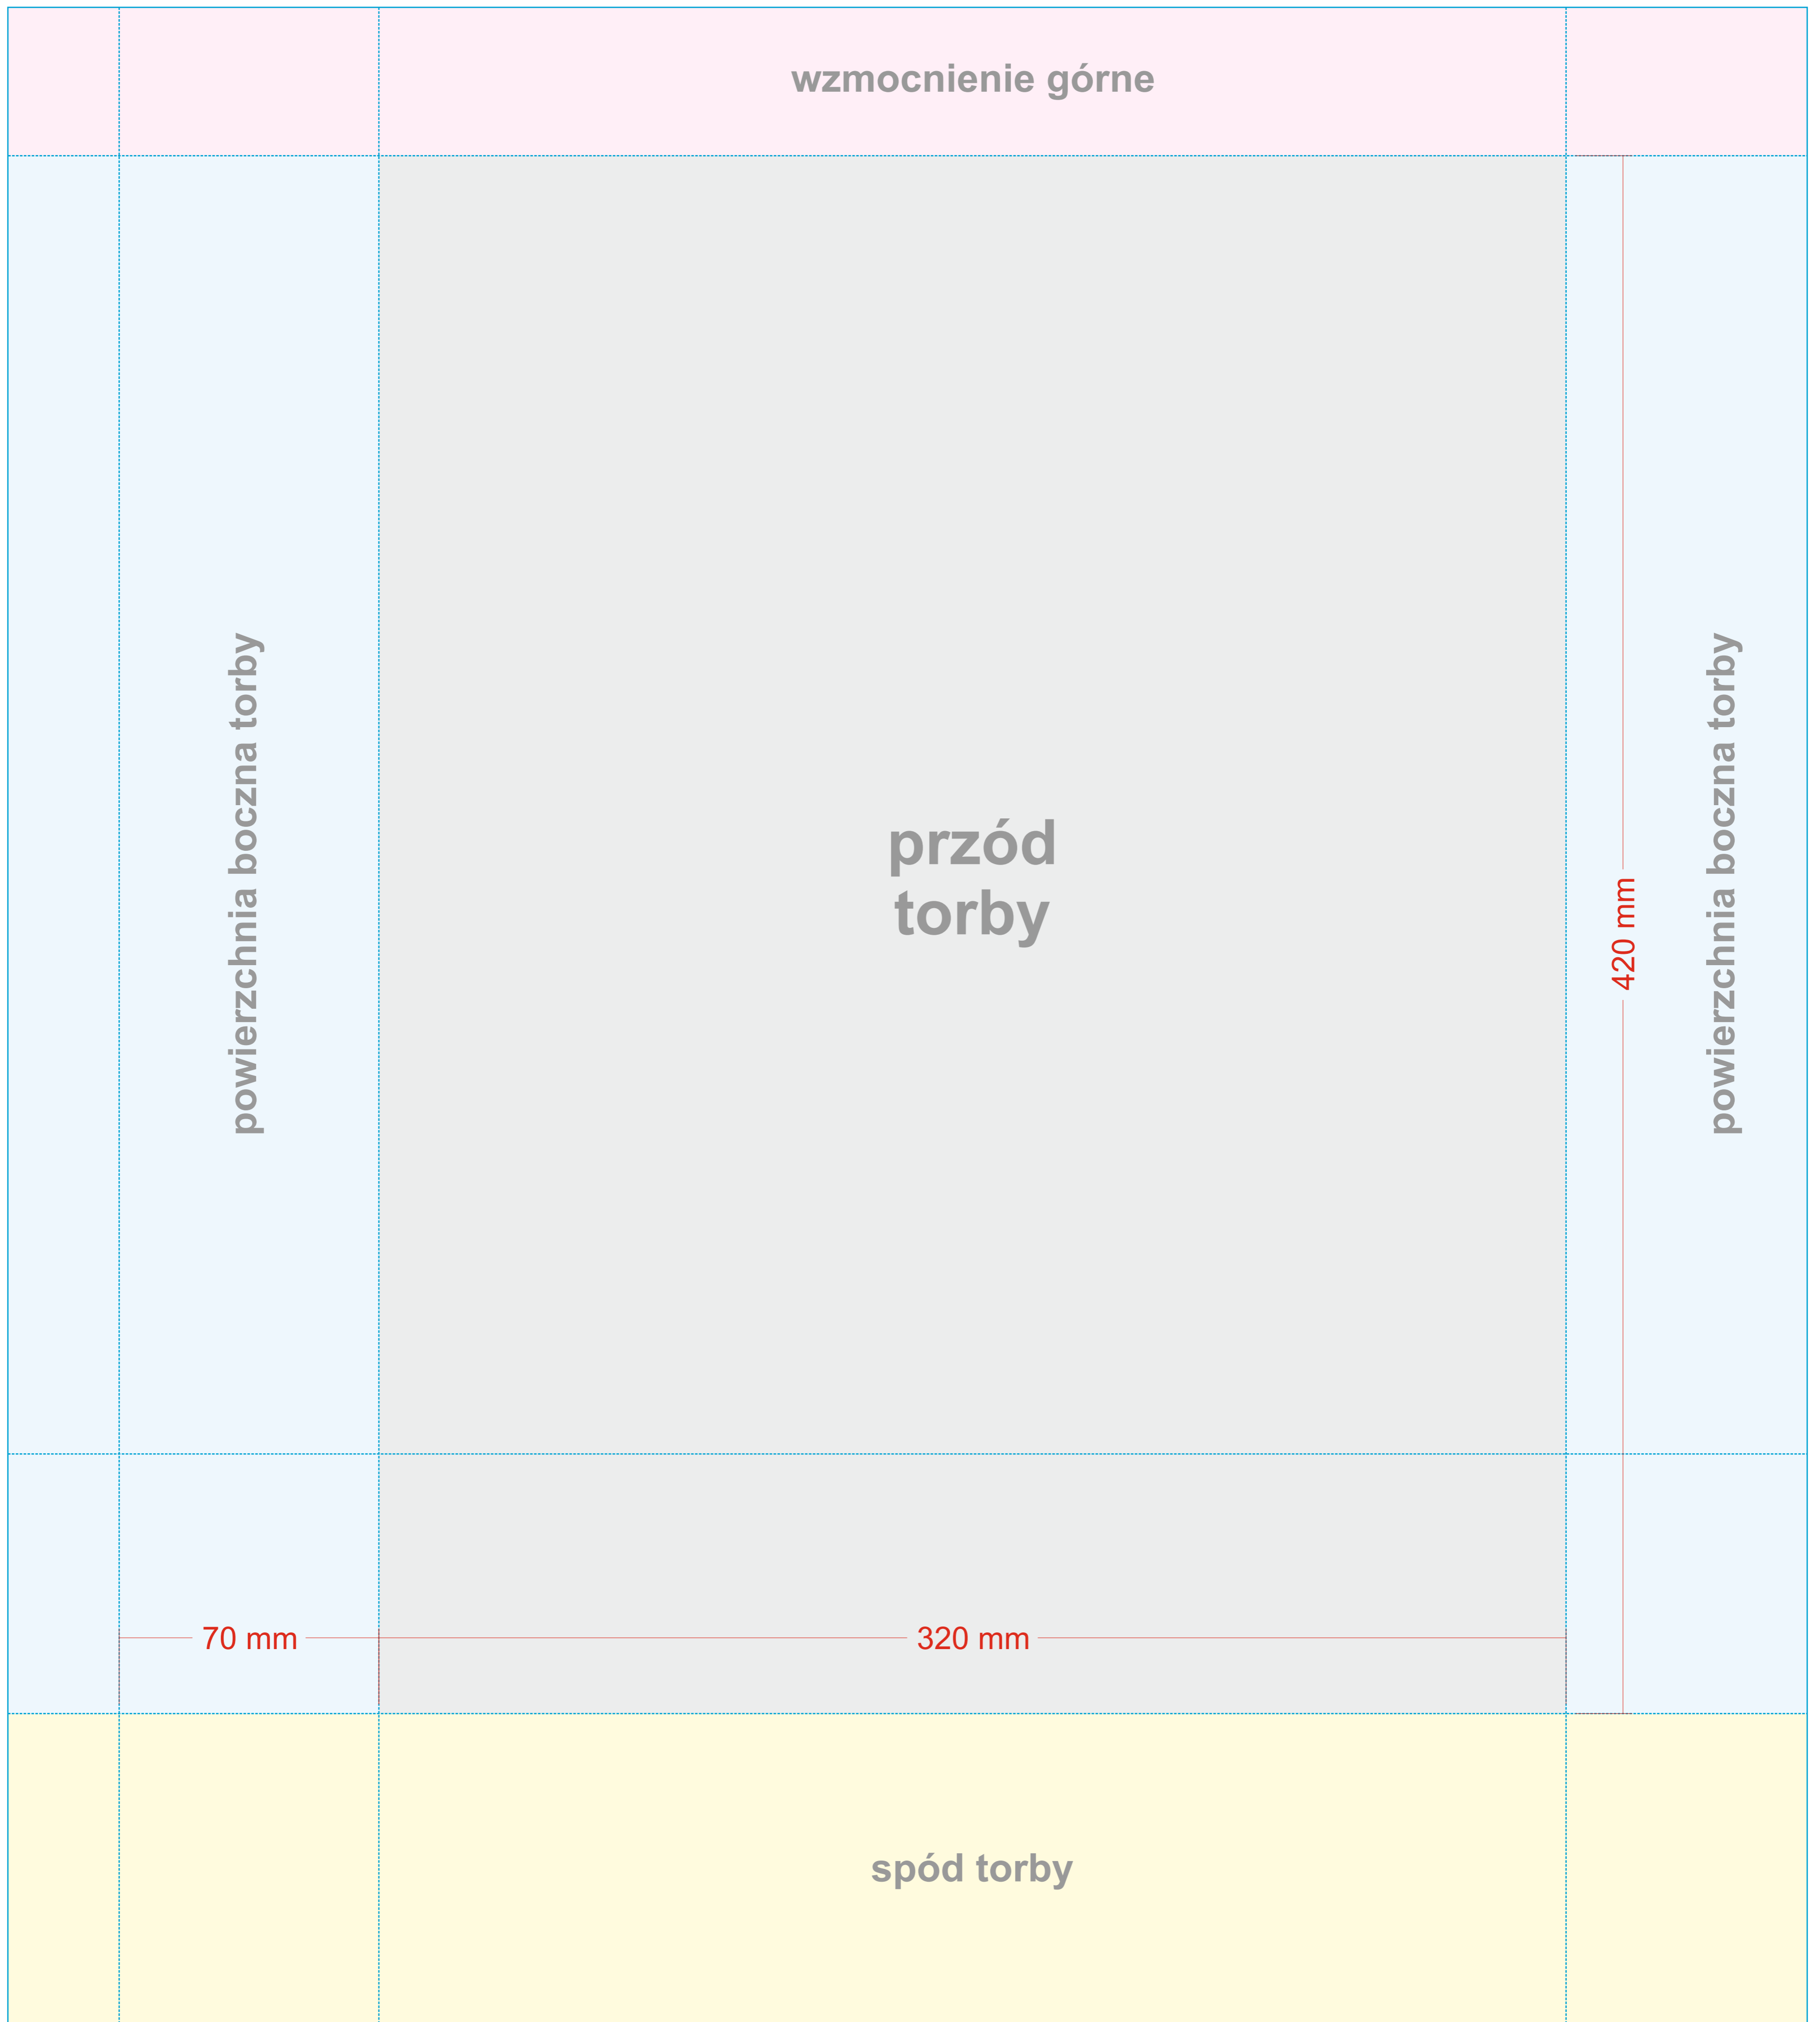 wzmocnienie górne
powierzchnia boczna torby
przód
torby
420 mm
powierzchnia boczna torby
70 mm
320 mm
spód torby